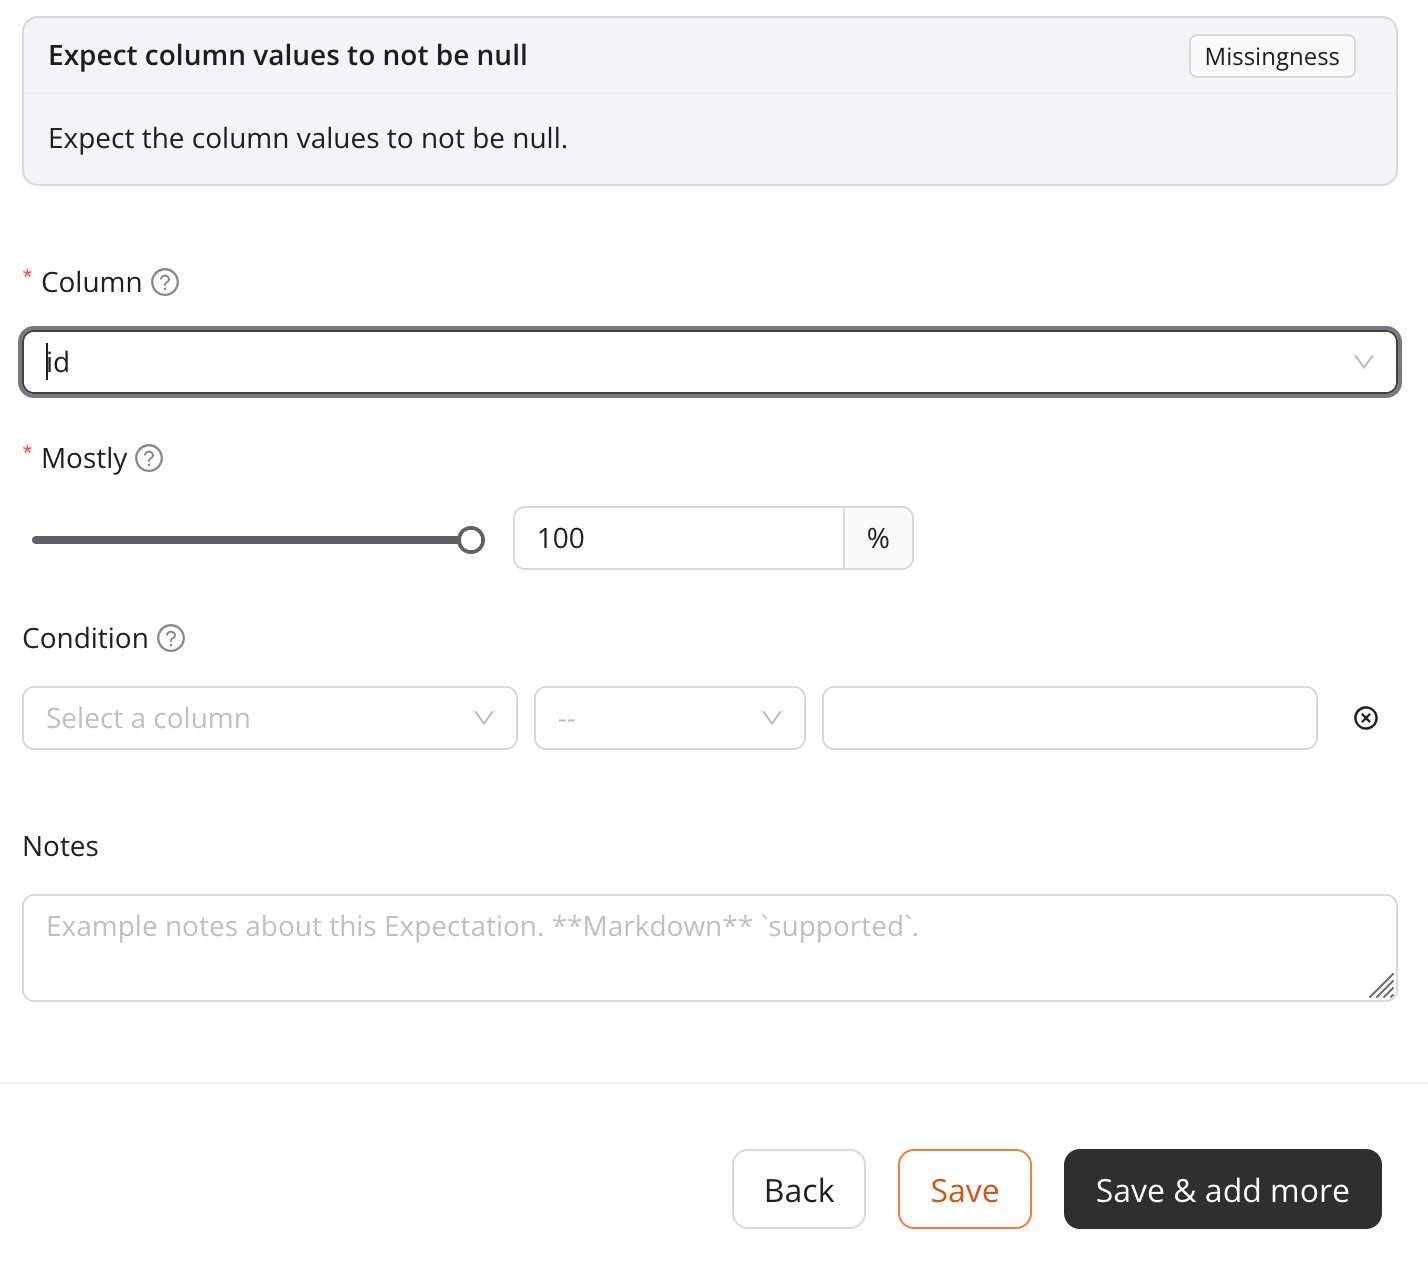 Expect column values to not be null
Missingness
Expect the column values to not be null.
* Column ?
id
* Mostly ?
100 %
Condition ?
Select a column
--
Notes
Example notes about this Expectation. **Markdown** `supported`.
Back Save Save & add more